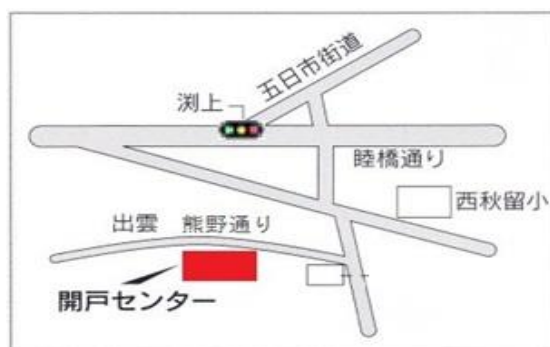 五日市街道
渕上
睦橋通り
西秋留小
出雲 熊野通り
開戸センター